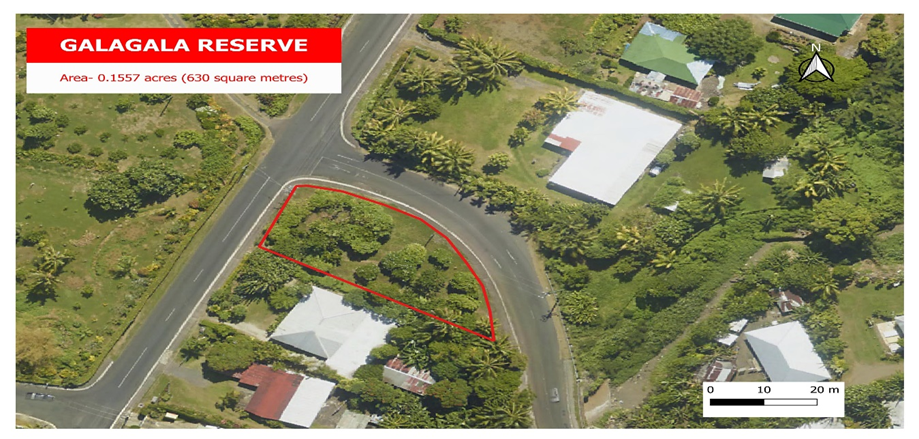 GALAGALA RESERVE
Area- 0.1557 acres (630 square metres)
N
0 10 20 m